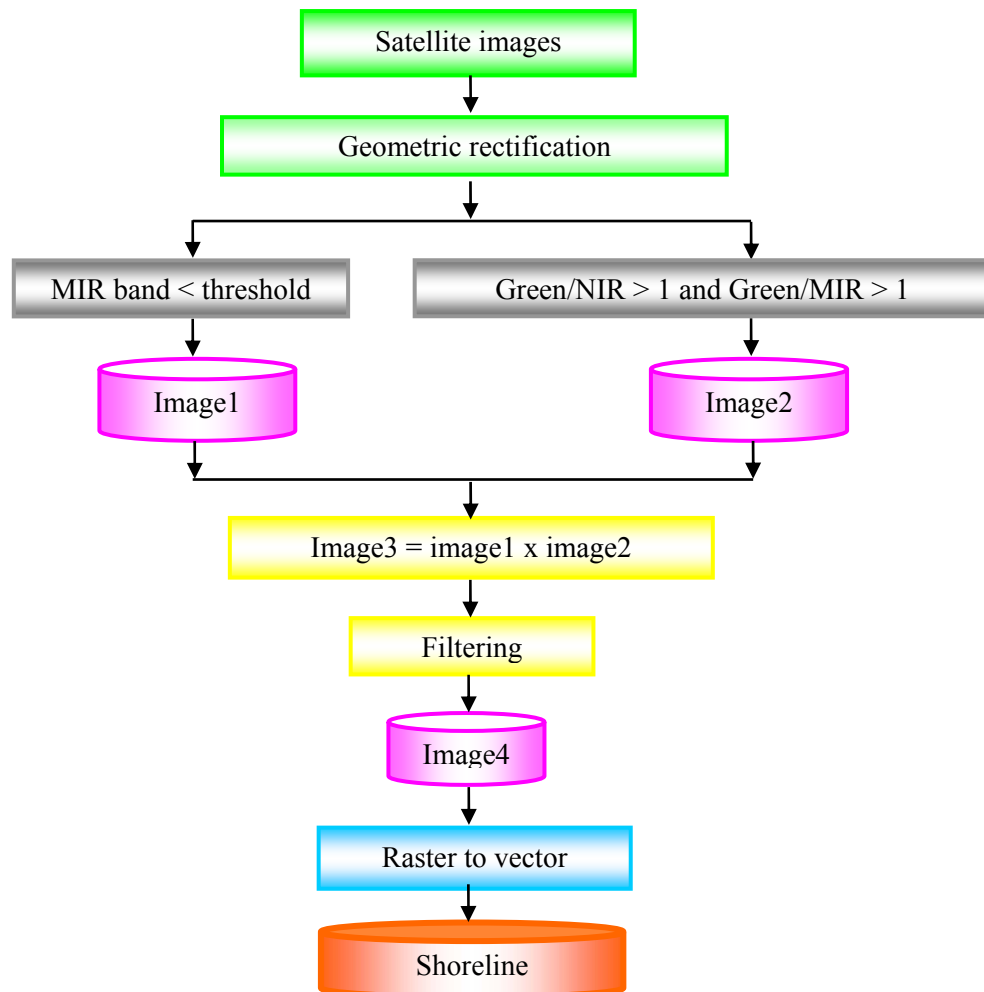 Satellite images
Geometric rectification
MIR band < threshold
Green/NIR > 1 and Green/MIR > 1
Image1
Image2
Image3 = image1 x image2
Filtering
Image4
Raster to vector
Shoreline